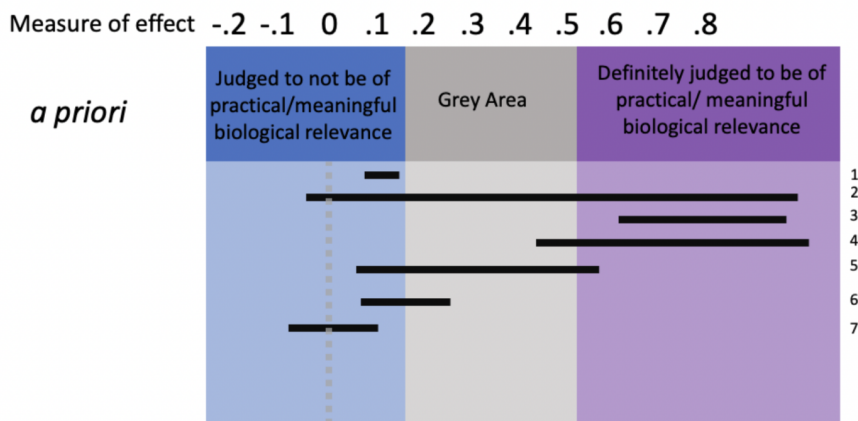 Measure of effect -.2 -.1 0 .1 .2 .3 .4 .5 .6 .7 .8
a priori
Judged to not be of
practical/meaningful
biological relevance
Grey Area
Definitely judged to be of
practical/ meaningful
biological relevance
1
2
3
4
5
6
7